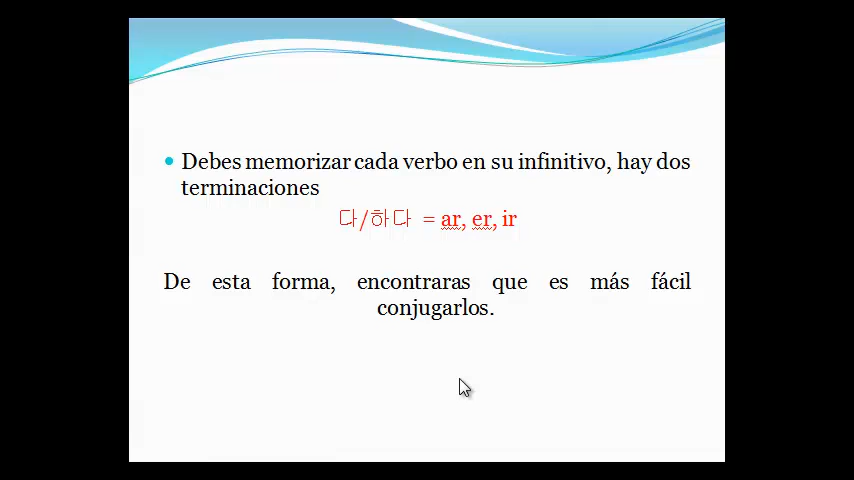 Debes memorizar cada verbo en su infinitivo, hay dos
terminaciones
다/하다 = ar, er, ir
De esta forma, encontraras que es más fácil
conjugarlos.